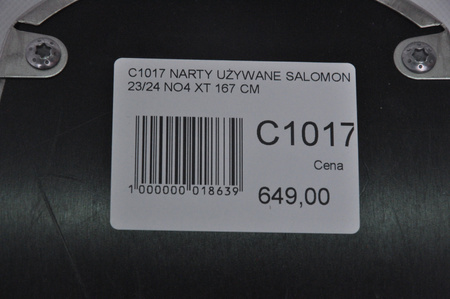 C1017 NARTY UŻYWANE SALOMON
23/24 NO4 XT 167 CM
C1017
Cena
1 000000 018639
649,00